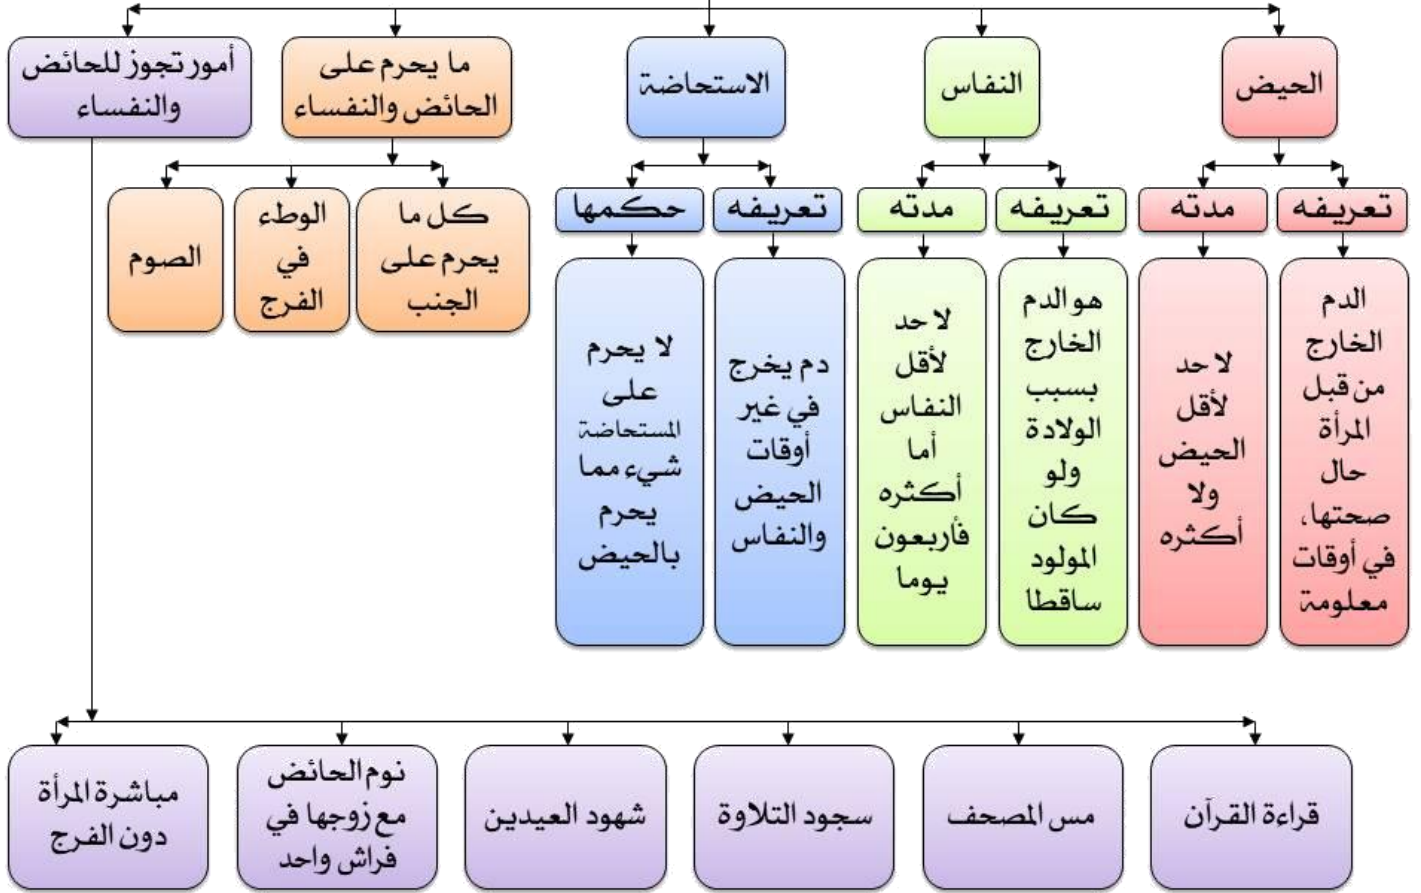 الحيض
النفاس
الاستحاضة
ما يحرم على
الحائض والنفساء
أمور تجوز للحائض
والنفساء
تعريفه
مدته
تعريفه
مدته
تعريفه
حكمها
كل ما
يحرم على
الجنب
الوطء
في
الفرج
الصوم
الدم
الخارج
من قبل
المرأة
حال
صحتها،
في أوقات
معلومة
لا حد
لأقل
الحيض
ولا
أكثره
هو الدم
الخارج
بسبب
الولادة
ولو
كان
المولود
ساقطا
لا حد
لأقل
النفاس
أما
أكثره
فأربعون
يوما
دم يخرج
في غير
أوقات
الحيض
والنفاس
لا يحرم
على
المستحاضة
شيء مما
يحرم
بالحيض
قراءة القرآن
مس المصحف
سجود التلاوة
شهود العيدين
نوم الحائض
مع زوجها في
فراش واحد
مباشرة المرأة
دون الفرج